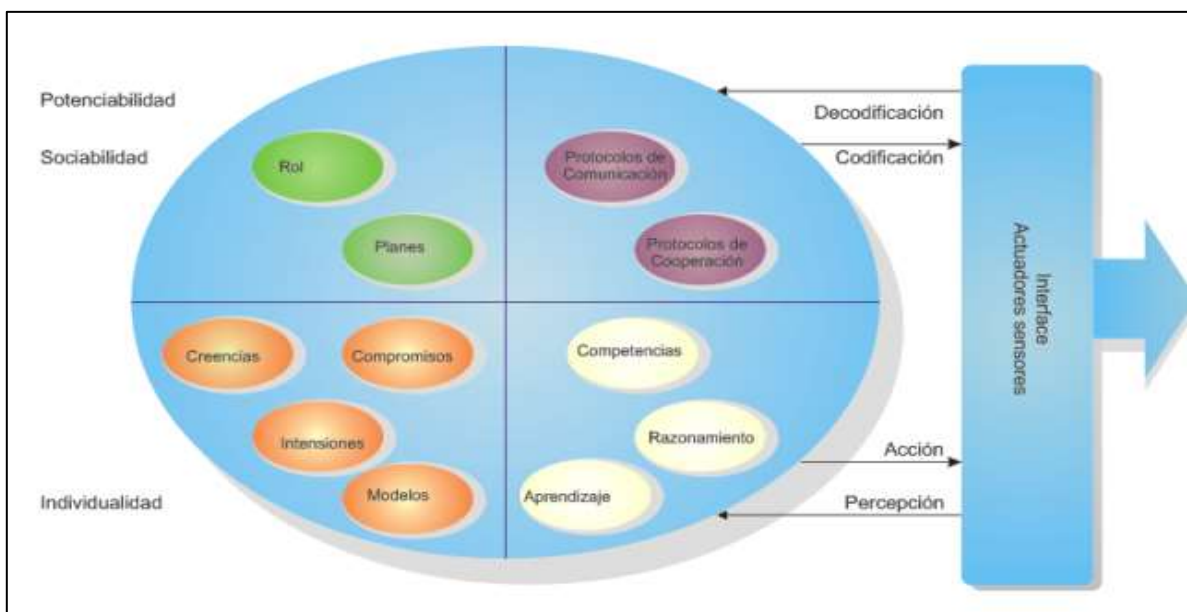 Potenciabilidad
Sociabilidad
Rol
Planes
Protocolos de
Comunicación
Protocolos de
Cooperación
Decodificación
Codificación
Creencias
Compromisos
Intensiones
Modelos
Competencias
Razonamiento
Aprendizaje
Individualidad
Acción
Percepción
Interface
Actuadores sensores